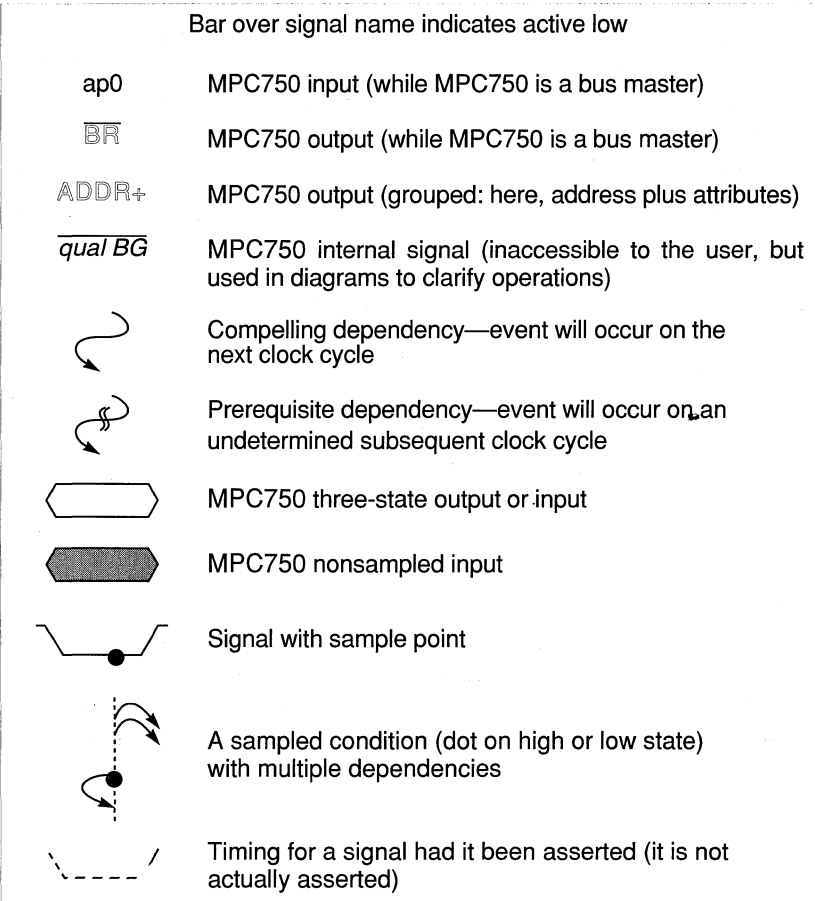 Bar over signal name indicates active low
ap0 MPC750 input (while MPC750 is a bus master)
B̅R̅ MPC750 output (while MPC750 is a bus master)
ADDR+ MPC750 output (grouped: here, address plus attributes)
q̅u̅a̅l̅ ̅B̅G̅ MPC750 internal signal (inaccessible to the user, but
used in diagrams to clarify operations)
Compelling dependency—event will occur on the
next clock cycle
Prerequisite dependency—event will occur on an
undetermined subsequent clock cycle
MPC750 three-state output or input
MPC750 nonsampled input
Signal with sample point
A sampled condition (dot on high or low state)
with multiple dependencies
Timing for a signal had it been asserted (it is not
actually asserted)